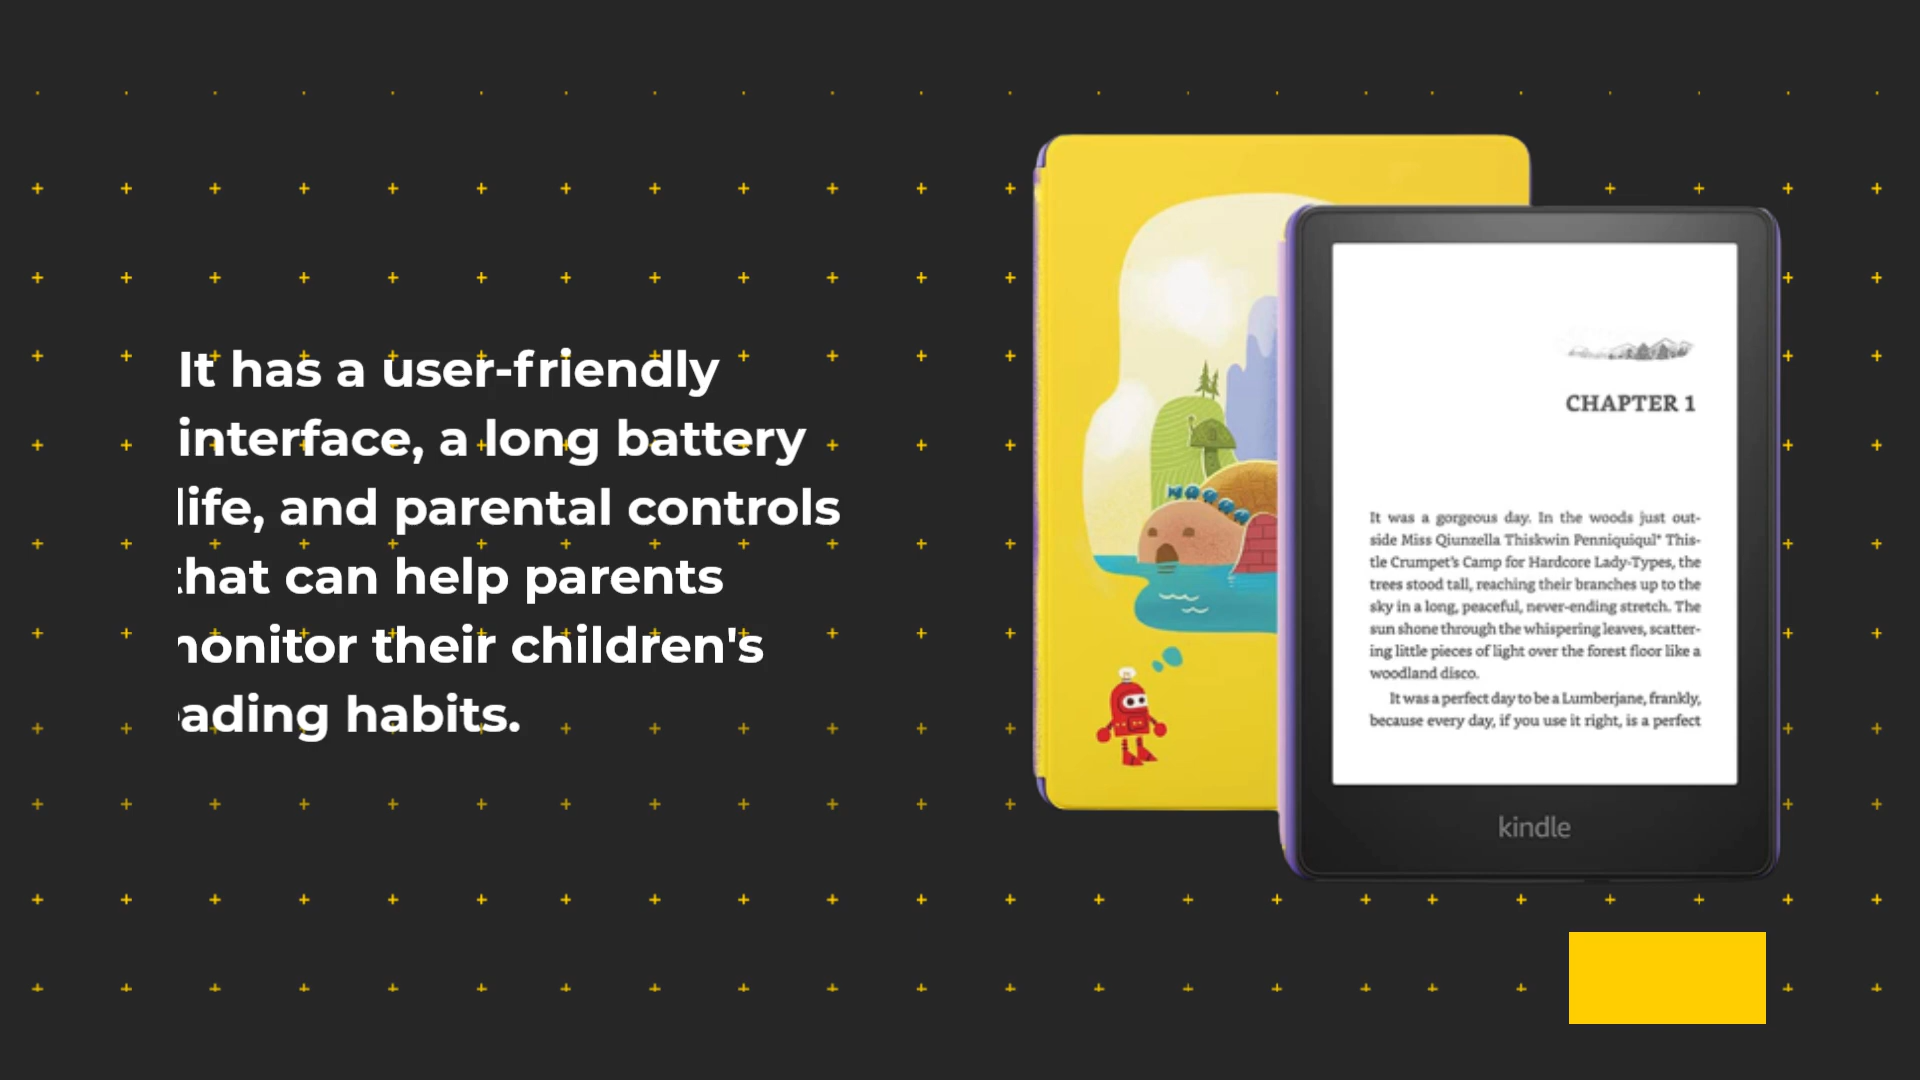 It has a user-friendly
interface, a long battery
life, and parental controls
that can help parents
monitor their children's
eading habits.
CHAPTER 1
It was a gorgeous day. In the woods just out-
side Miss Qiunzella Thiskwin Penniquiqul* This-
tle Crumpet's Camp for Hardcore Lady-Types, the
trees stood tall, reaching their branches up to the
sky in a long, peaceful, never-ending stretch. The
sun shone through the whispering leaves, scatter-
ing little pieces of light over the forest floor like a
woodland disco.
It was a perfect day to be a Lumberjane, frankly,
because every day, if you use it right, is a perfect
kindle